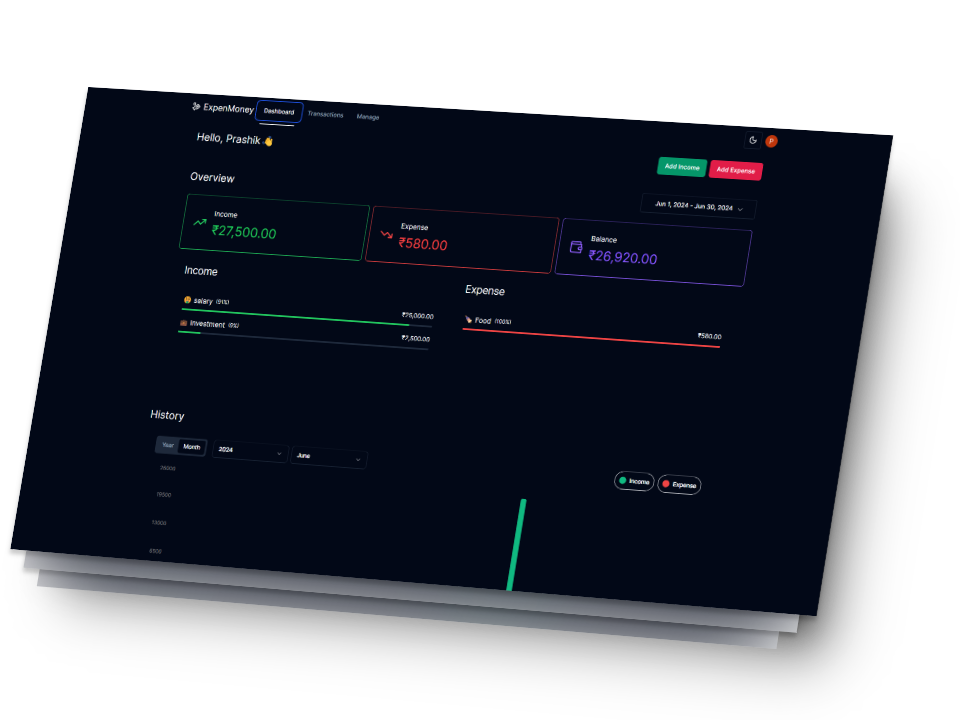 ExpenMoney Dashboard Transactions Manage
P
Hello, Prashik 👋
Add Income Add Expense
Overview
Jun 1, 2024 - Jun 30, 2024
Income
₹27,500.00
Expense
₹580.00
Balance
₹26,920.00
Income
🤑 salary (91%) ₹25,000.00
💼 Investment (9%) ₹2,500.00
Expense
Food (100%) ₹580.00
History
Year Month 2024 June
Income Expense
26000
19500
13000
6500